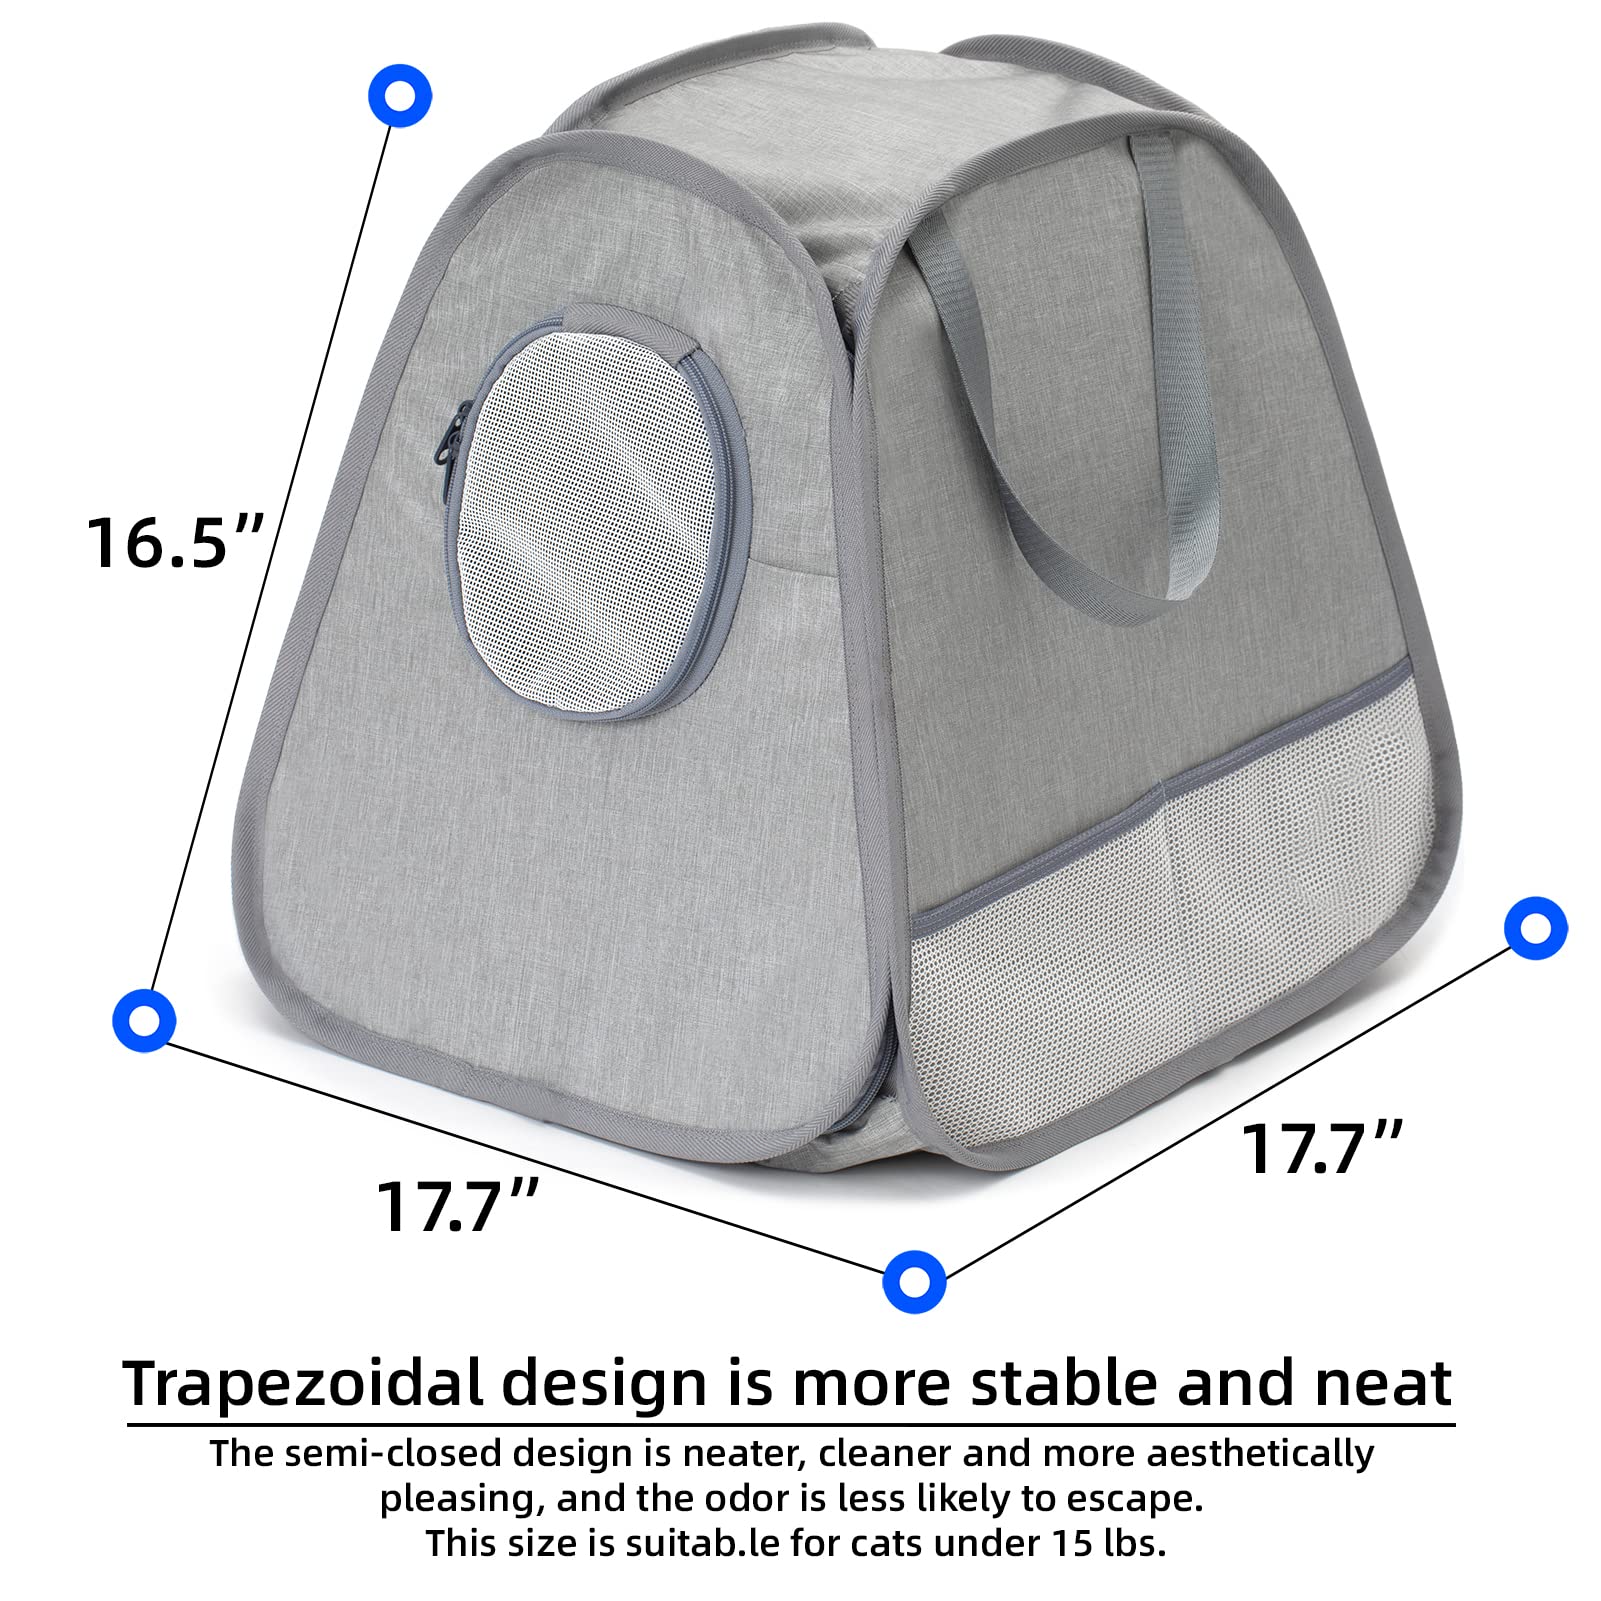 16.5”
17.7”
17.7”
Trapezoidal design is more stable and neat
The semi-closed design is neater, cleaner and more aesthetically
pleasing, and the odor is less likely to escape.
This size is suitab.le for cats under 15 lbs.